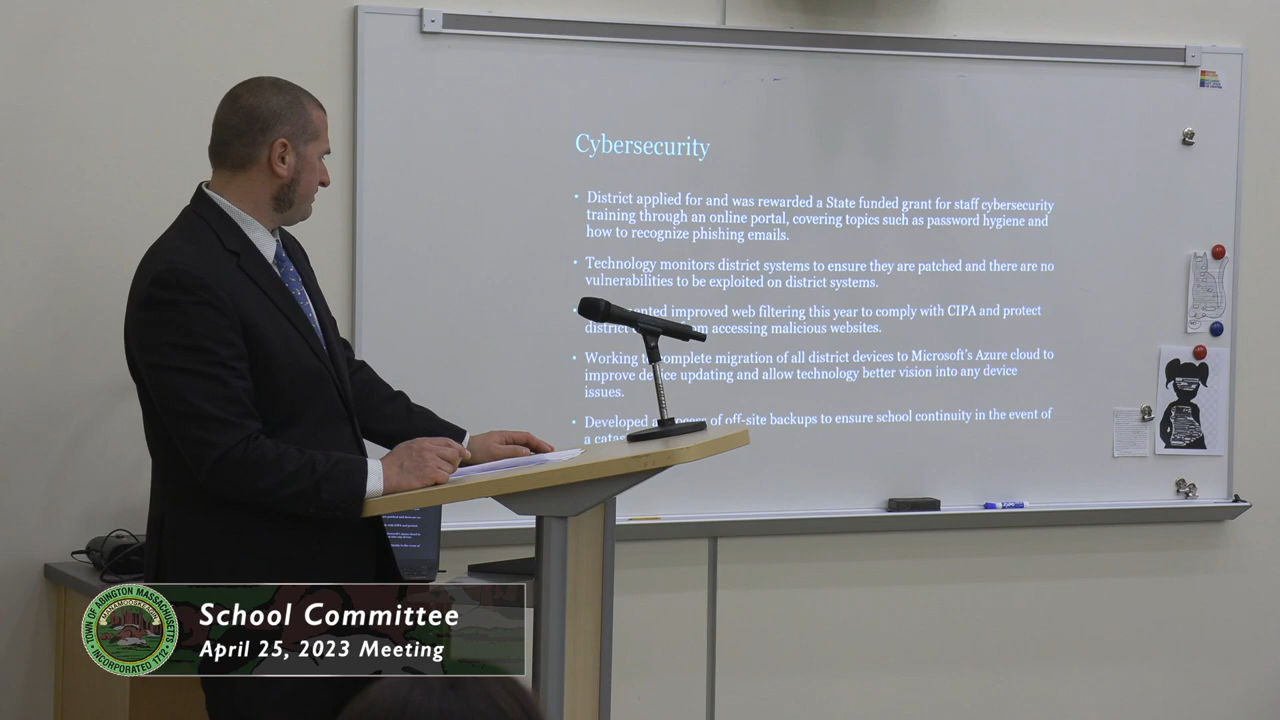 Cybersecurity
• District applied for and was rewarded a State funded grant for staff cybersecurity
training through an online portal, covering topics such as password hygiene and
how to recognize phishing emails.
• Technology monitors district systems to ensure they are patched and there are no
vulnerabilities to be exploited on district systems.
• improved web filtering this year to comply with CIPA and protect
district accessing malicious websites.
• Working complete migration of all district devices to Microsoft's Azure cloud to
improve updating and allow technology better vision into any device
issues.
• Developed of off-site backups to ensure school continuity in the event of
a
TOWN OF ABINGTON MASSACHUSETTS
MANAMOOSKEAGIN
INCORPORATED 1712
School Committee
April 25, 2023 Meeting
EXPO